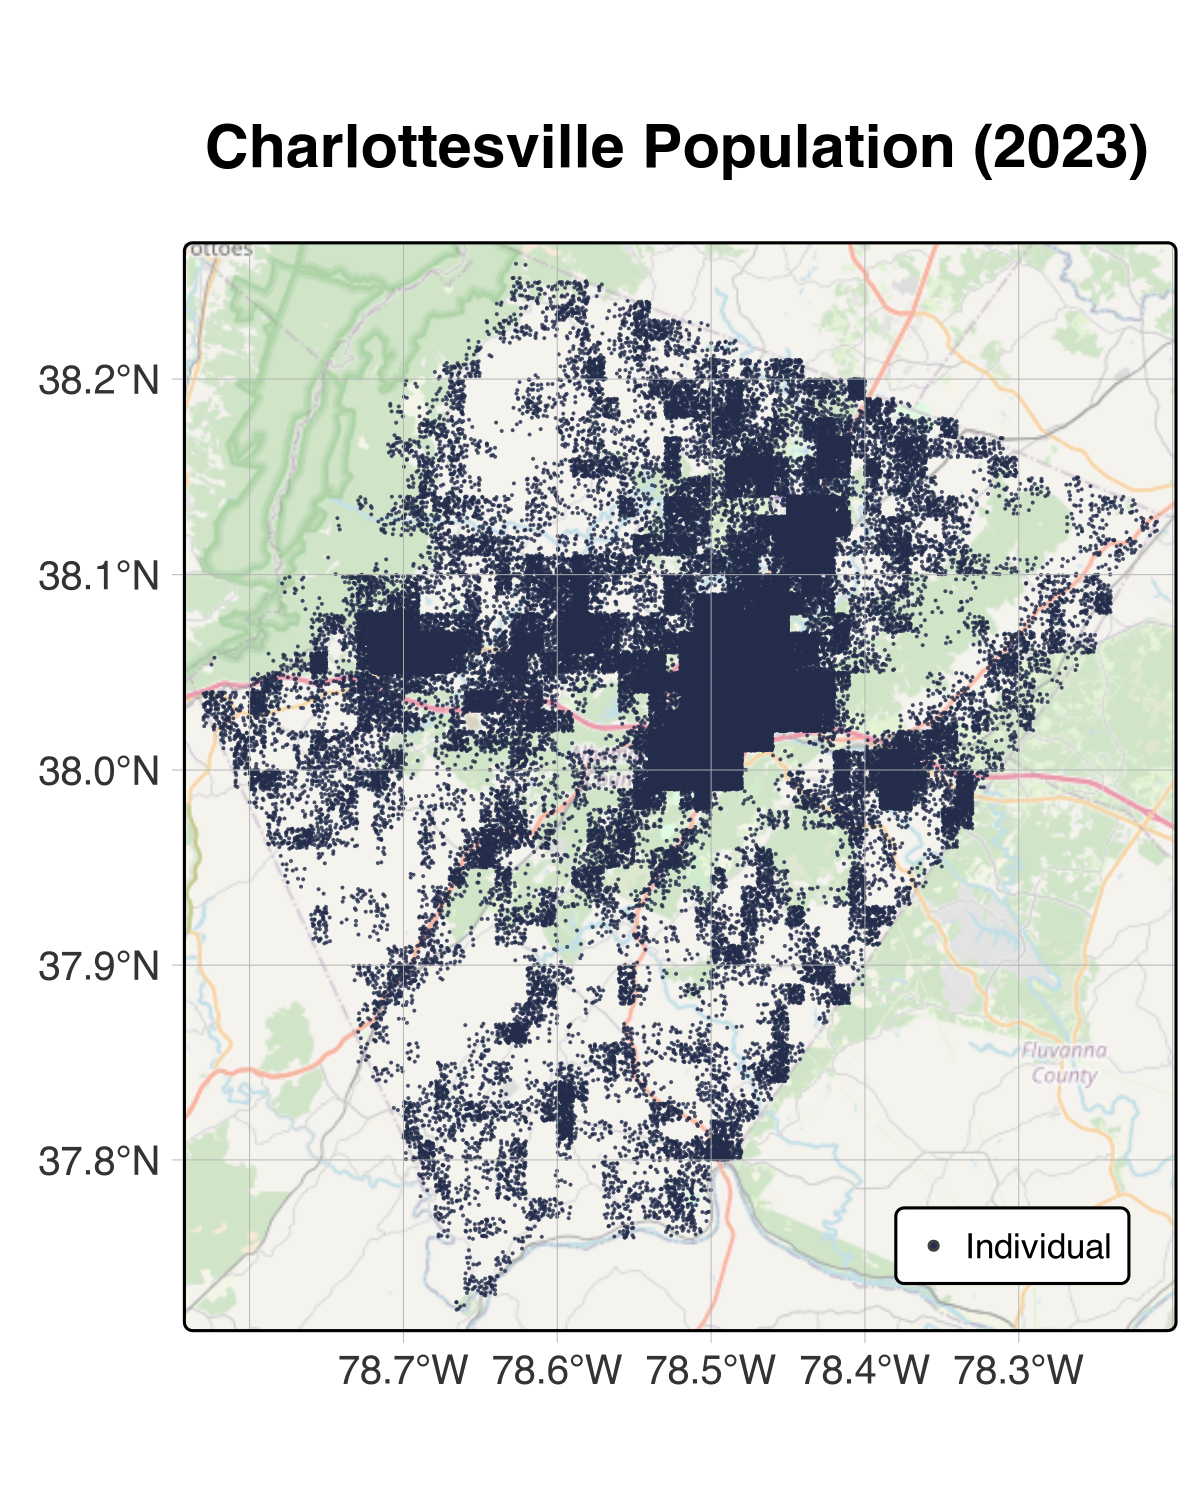 Charlottesville Population (2023)
ottoes
38.2°N
38.1°N
38.0°N
37.9°N
Fluvanna
County
37.8°N
Individual
78.7°W
78.6°W
78.5°W
78.4°W
78.3°W